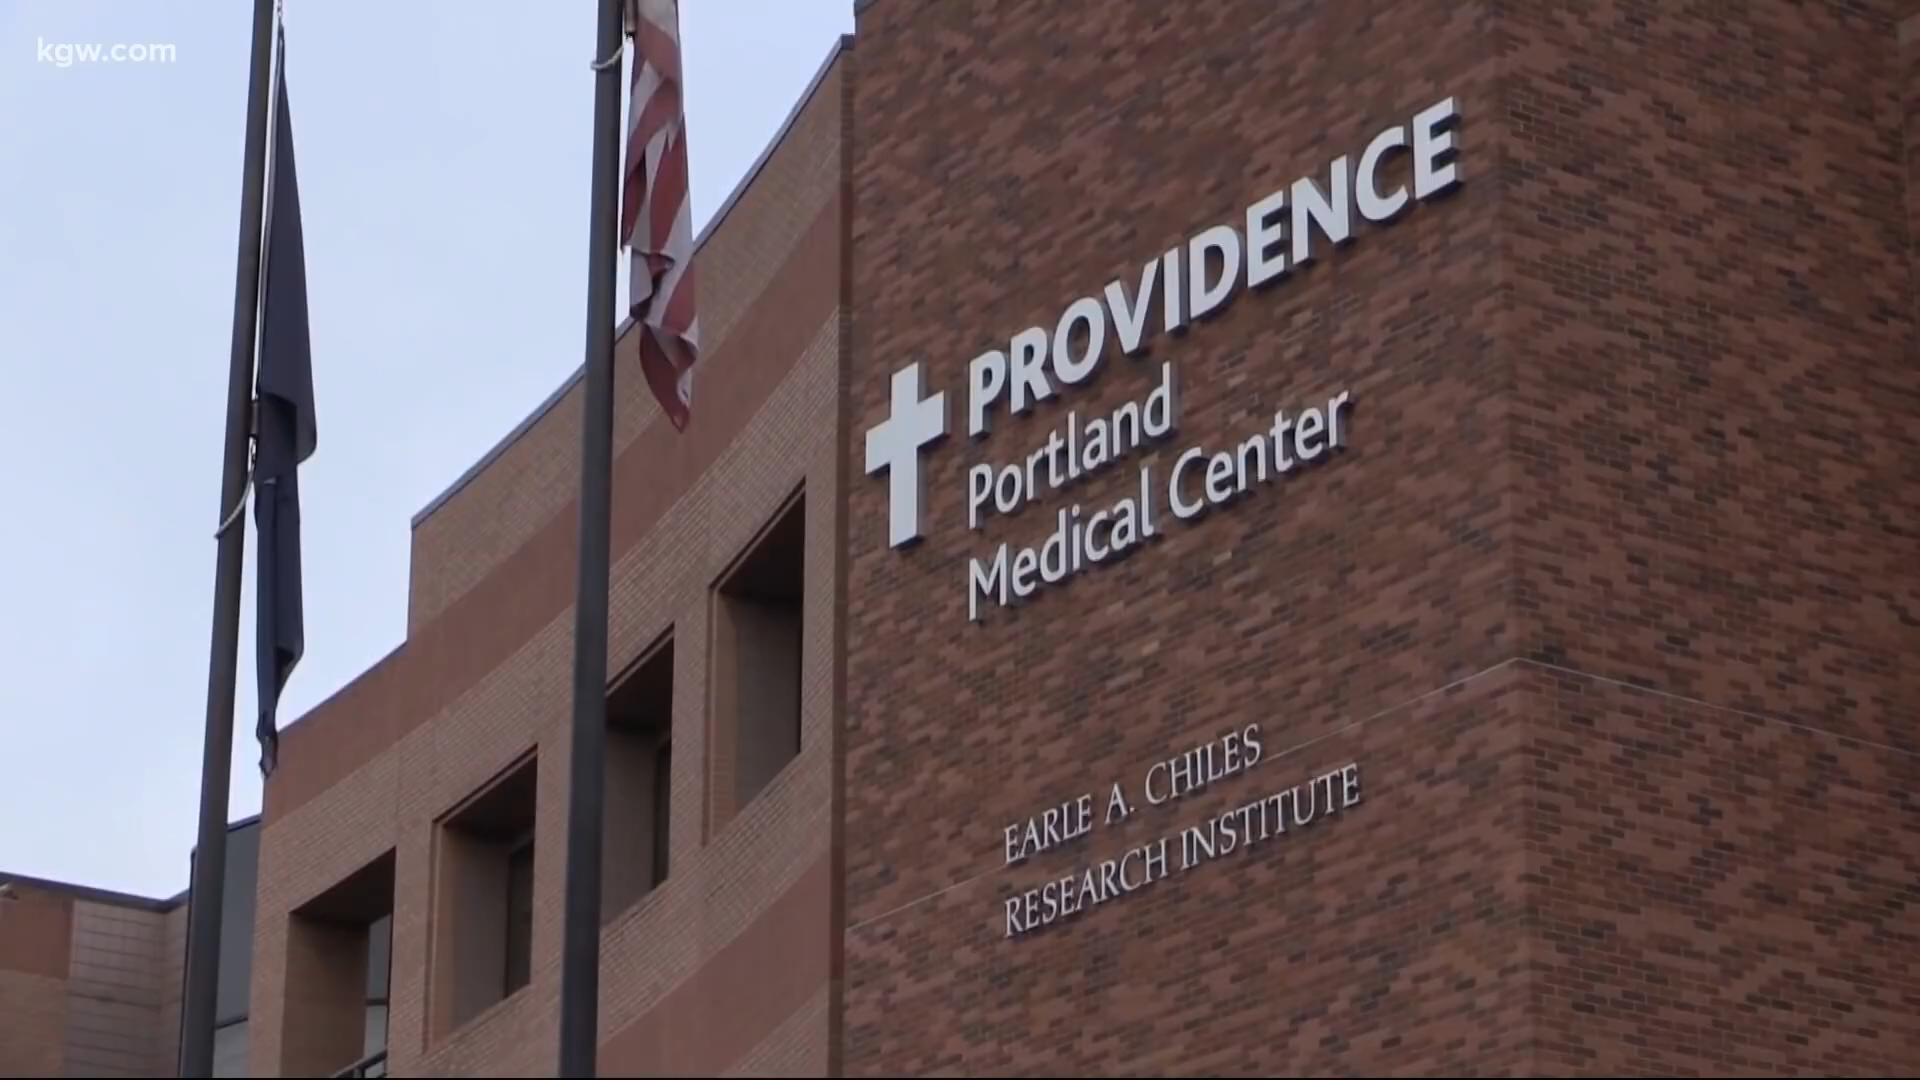 kgw.com
PROVIDENCE
Portland
Medical Center
EARLE A. CHILES
RESEARCH INSTITUTE